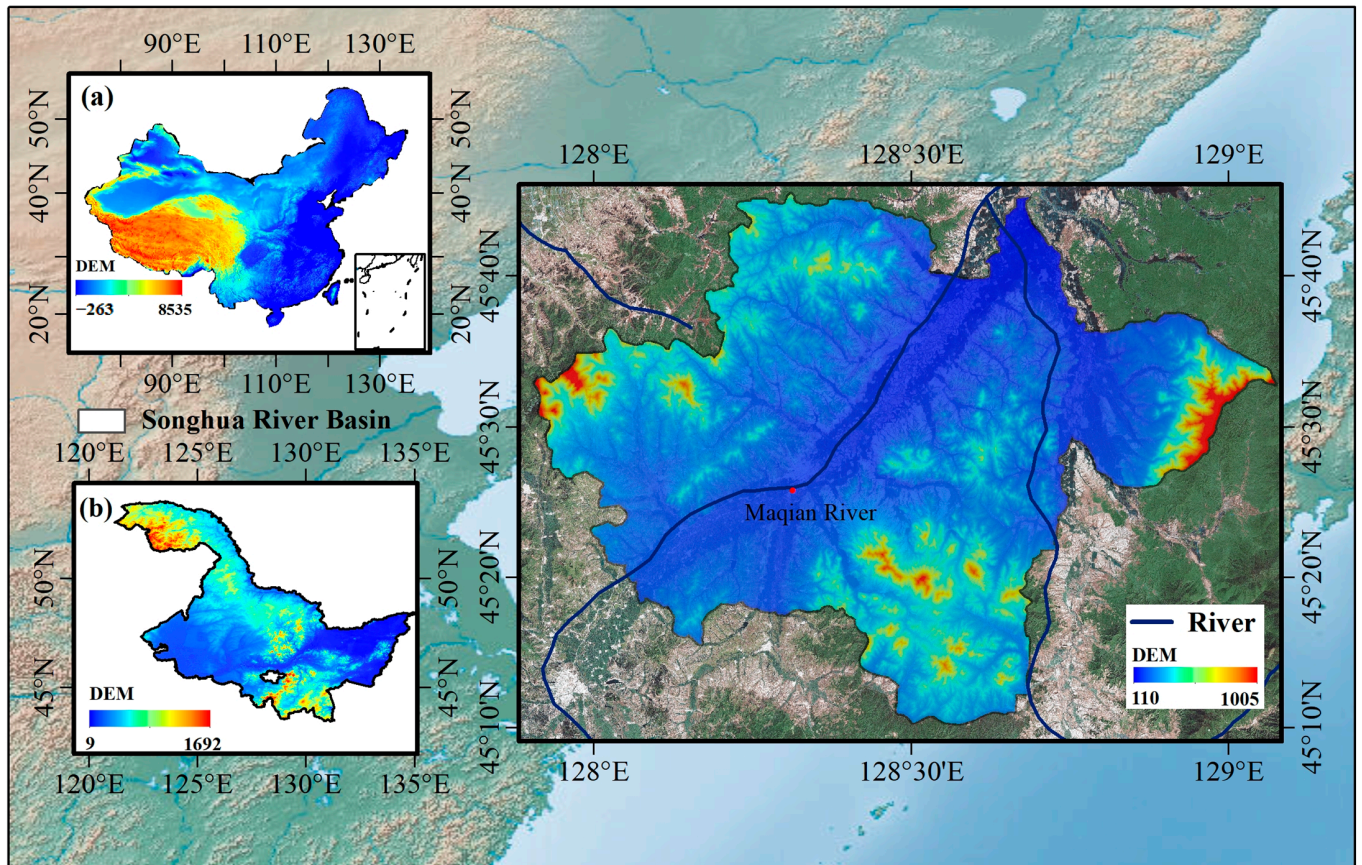 90°E 110°E 130°E
(a)
50°N 50°N
40°N 40°N
20°N 20°N
DEM
−263 8535
90°E 110°E 130°E
Songhua River Basin
120°E 125°E 130°E 135°E
(b)
50°N 50°N
45°N 45°N
DEM
9 1692
120°E 125°E 130°E 135°E
128°E 128°30'E 129°E
45°40'N 45°40'N
45°30'N 45°30'N
Maqian River
45°20'N 45°20'N
River
DEM
110 1005
45°10'N 45°10'N
128°E 128°30'E 129°E